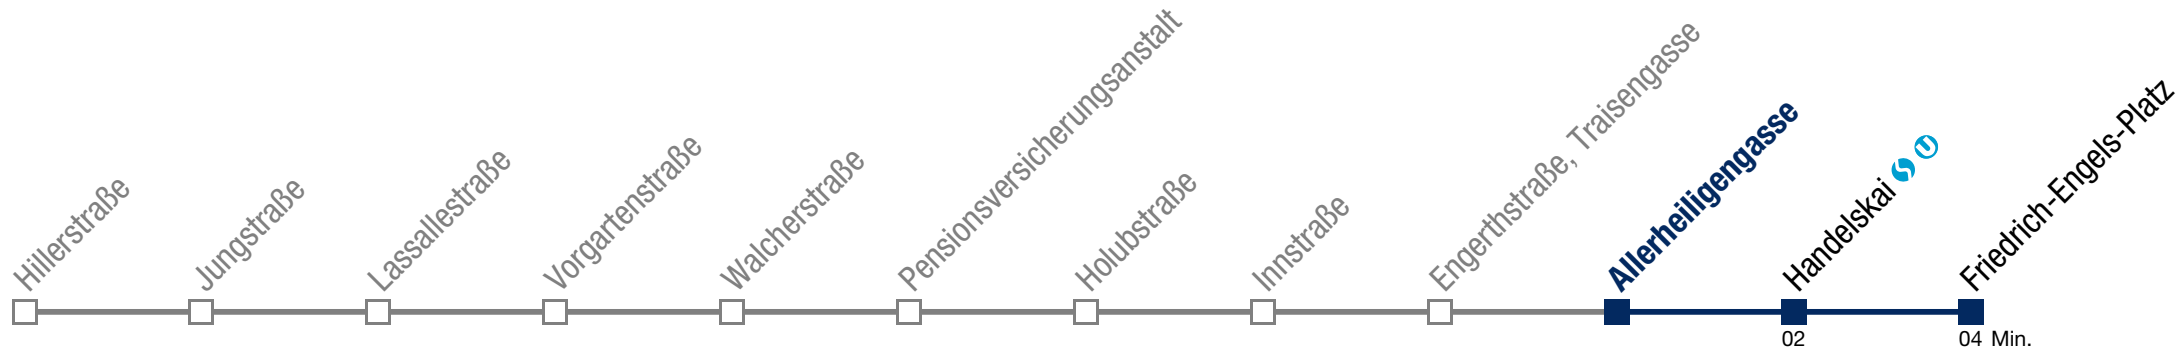 Hillerstraße
Jungstraße
Lassallestraße
Vorgartenstraße
Walcherstraße
Pensionsversicherungsanstalt
Holubstraße
Innstraße
Engerthstraße, Traisengasse
Allerheiligengasse
Handelskai S U
Friedrich-Engels-Platz
02
04 Min.